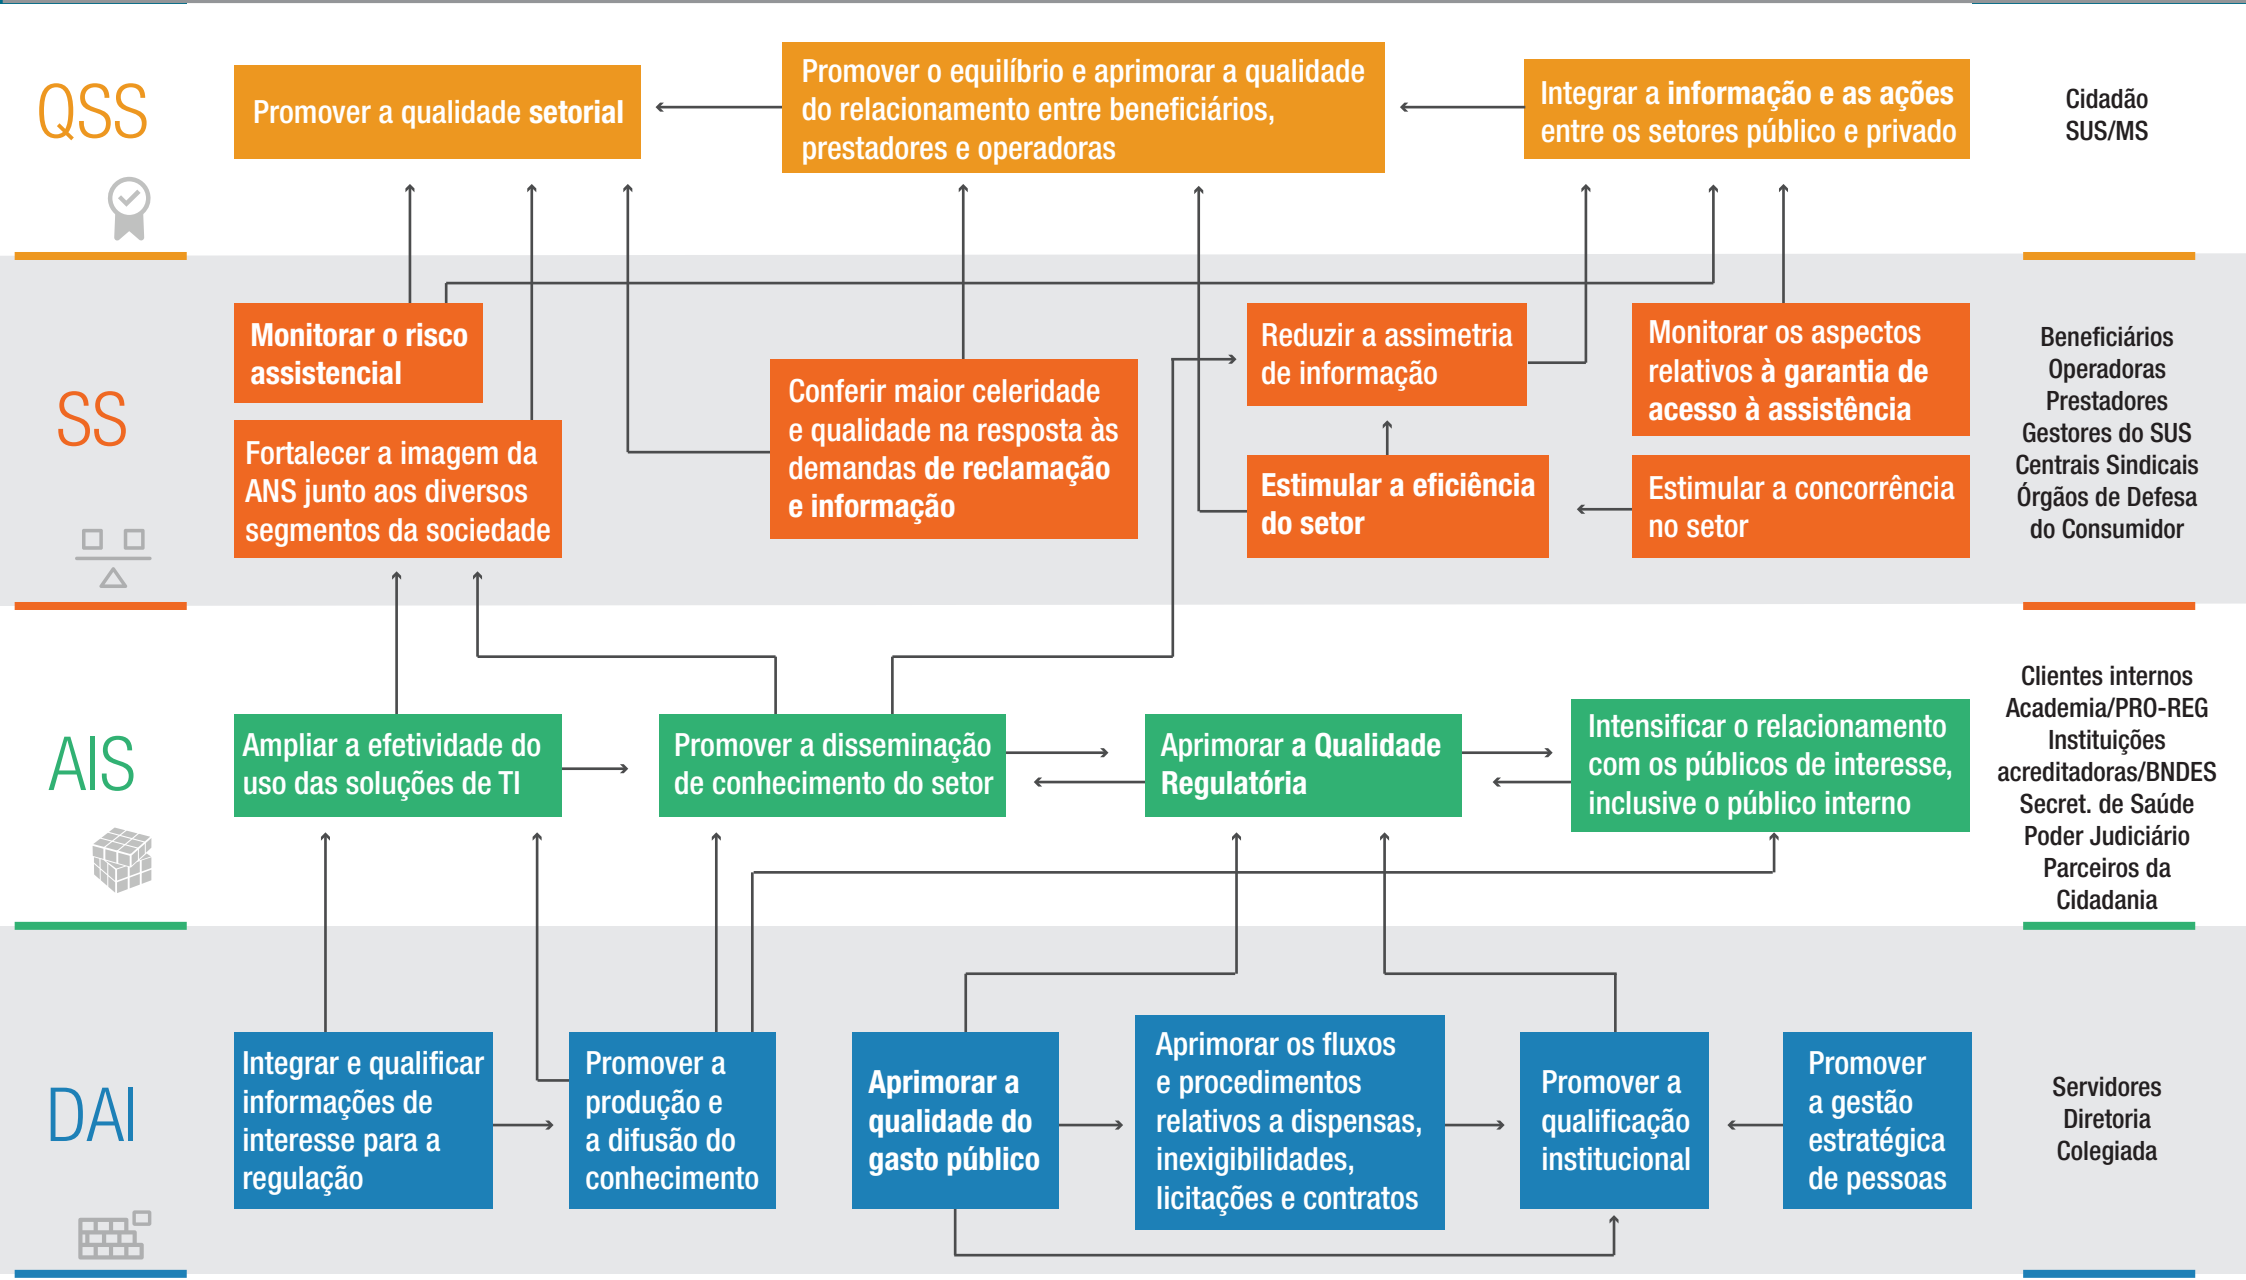 QSS
Promover a qualidade setorial
Promover o equilíbrio e aprimorar a qualidade
do relacionamento entre beneficiários,
prestadores e operadoras
Integrar a informação e as ações
entre os setores público e privado
Cidadão
SUS/MS
SS
Monitorar o risco
assistencial
Fortalecer a imagem da
ANS junto aos diversos
segmentos da sociedade
Conferir maior celeridade
e qualidade na resposta às
demandas de reclamação
e informação
Reduzir a assimetria
de informação
Estimular a eficiência
do setor
Monitorar os aspectos
relativos à garantia de
acesso à assistência
Estimular a concorrência
no setor
Beneficiários
Operadoras
Prestadores
Gestores do SUS
Centrais Sindicais
Órgãos de Defesa
do Consumidor
AIS
Ampliar a efetividade do
uso das soluções de TI
Promover a disseminação
de conhecimento do setor
Aprimorar a Qualidade
Regulatória
Intensificar o relacionamento
com os públicos de interesse,
inclusive o público interno
Clientes internos
Academia/PRO-REG
Instituições
acreditadoras/BNDES
Secret. de Saúde
Poder Judiciário
Parceiros da
Cidadania
DAI
Integrar e qualificar
informações de
interesse para a
regulação
Promover a
produção e
a difusão do
conhecimento
Aprimorar a
qualidade do
gasto público
Aprimorar os fluxos
e procedimentos
relativos a dispensas,
inexigibilidades,
licitações e contratos
Promover a
qualificação
institucional
Promover
a gestão
estratégica
de pessoas
Servidores
Diretoria
Colegiada